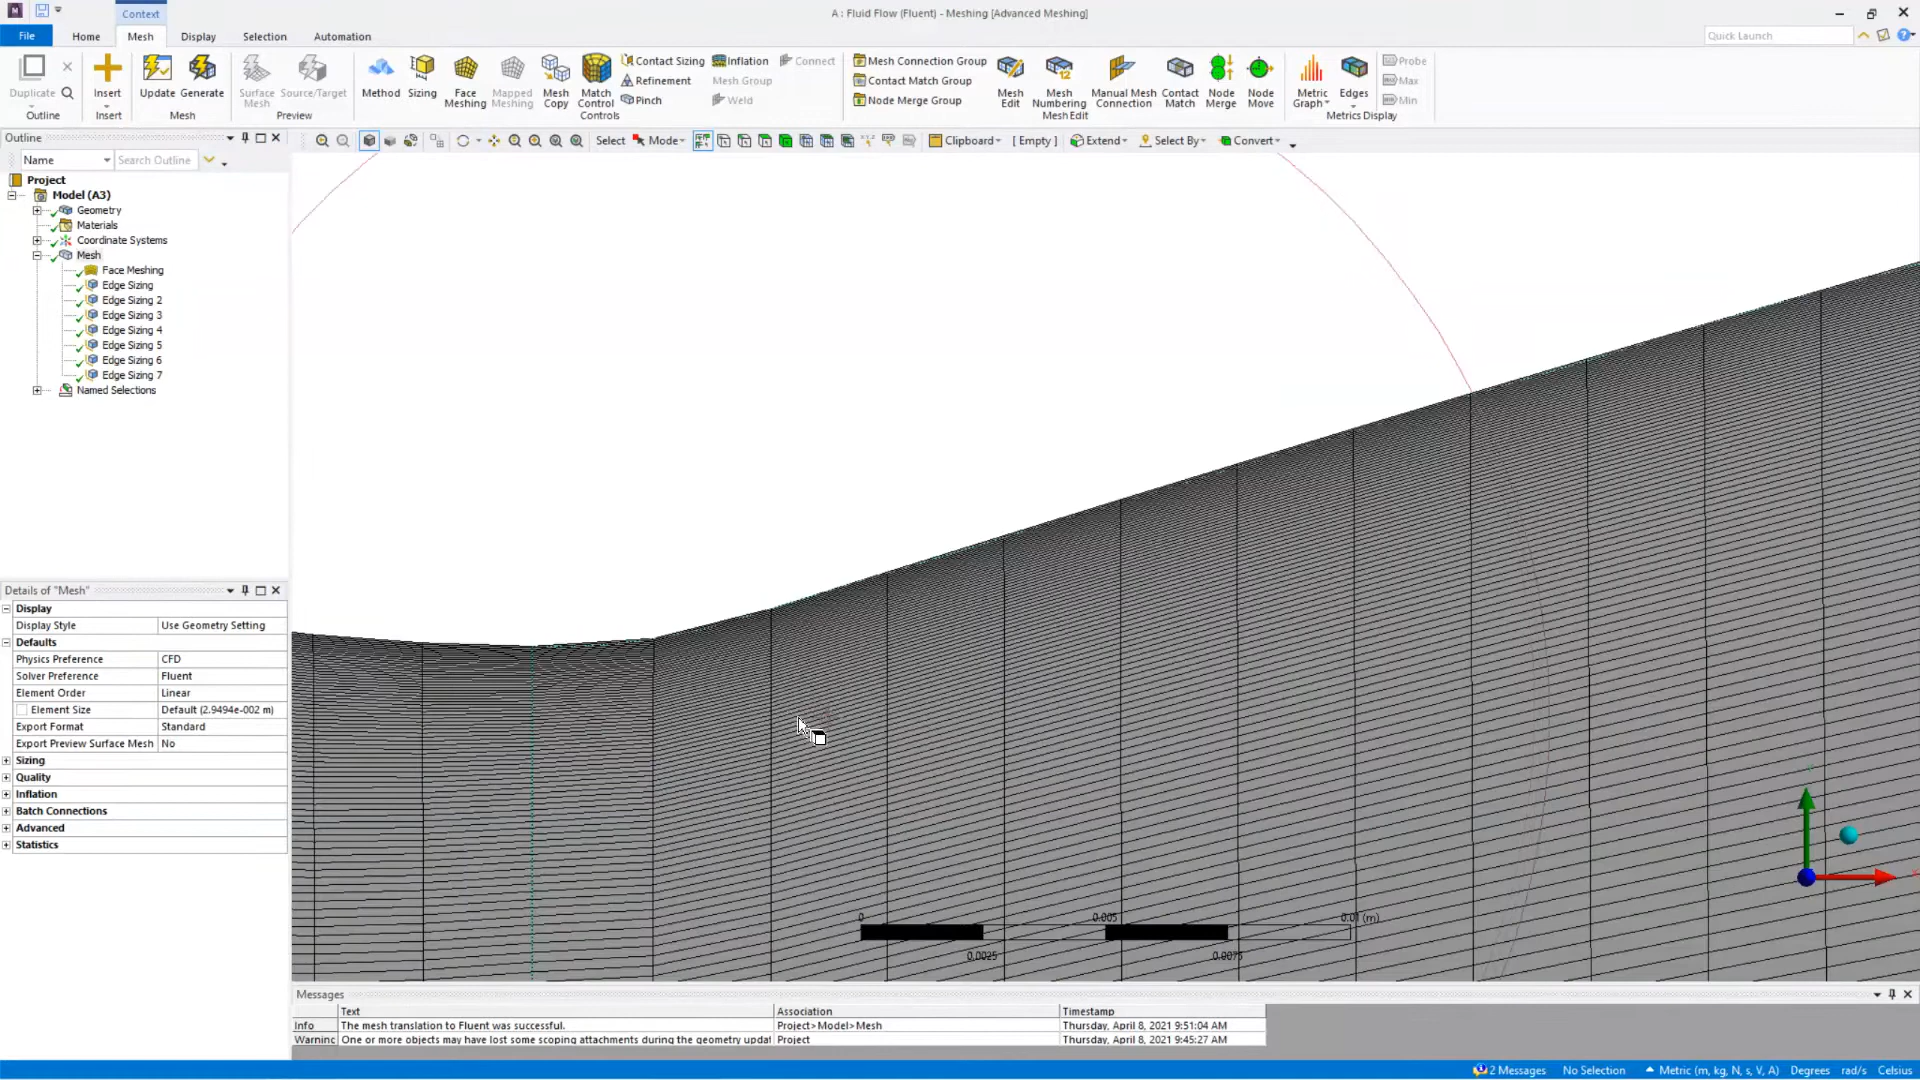 Context
A : Fluid Flow (Fluent) - Meshing [Advanced Meshing]
File
Home
Mesh
Display
Selection
Automation
Quick Launch
Duplicate
Outline
Insert
Insert
Update
Generate
Mesh
Surface Mesh
Source/Target
Preview
Method
Sizing
Face Meshing
Mapped Meshing
Mesh Copy
Match Control
Contact Sizing
Refinement
Pinch
Inflation
Mesh Group
Weld
Connect
Controls
Mesh Connection Group
Contact Match Group
Node Merge Group
Mesh Edit
Mesh Numbering
Manual Mesh Connection
Contact Match
Node Merge
Node Move
Mesh Edit
Metric Graph
Edges
Probe
Max
Min
Metrics Display
Outline
Select
Mode
Clipboard
[ Empty ]
Extend
Select By
Convert
Name
Search Outline
Project
Model (A3)
Geometry
Materials
Coordinate Systems
Mesh
Face Meshing
Edge Sizing
Edge Sizing 2
Edge Sizing 3
Edge Sizing 4
Edge Sizing 5
Edge Sizing 6
Edge Sizing 7
Named Selections
Details of "Mesh"
Display
Display Style Use Geometry Setting
Defaults
Physics Preference CFD
Solver Preference Fluent
Element Order Linear
Element Size Default (2.9494e-002 m)
Export Format Standard
Export Preview Surface Mesh No
Sizing
Quality
Inflation
Batch Connections
Advanced
Statistics
0 0.005 0.01 (m)
0.0025 0.0075
Messages
Text Association Timestamp
Info The mesh translation to Fluent was successful. Project>Model>Mesh Thursday, April 8, 2021 9:51:04 AM
Warninc One or more objects may have lost some scoping attachments during the geometry updat Project Thursday, April 8, 2021 9:45:27 AM
2 Messages No Selection Metric (m, kg, N, s, V, A) Degrees rad/s Celsius